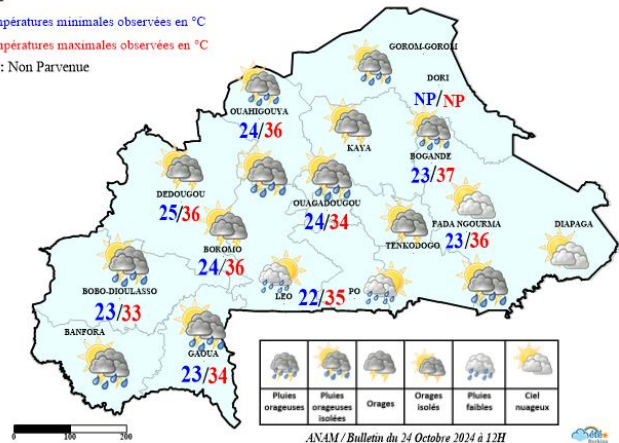 mpératures minimales observées en °C
mpératures maximales observées en °C
: Non Parvenue
GOROM-GOROM
DORI
NP/NP
OUAHIGOUYA
24/36
KAYA
BOGANDE
23/37
DEDOUGOU
25/36
OUAGADOUGOU
24/34
FADA NGOURMA
23/36
DIAPAGA
TENKODOGO
BOROMO
24/36
BOBO-DIOULASSO
23/33
LEO
22/35
PO
BANFORA
GAOUA
23/34
Pluies orageuses
Pluies orageuses isolées
Orages
Orages isolés
Pluies faibles
Ciel nuageux
0 100 200
ANAM / Bulletin du 24 Octobre 2024 à 12H